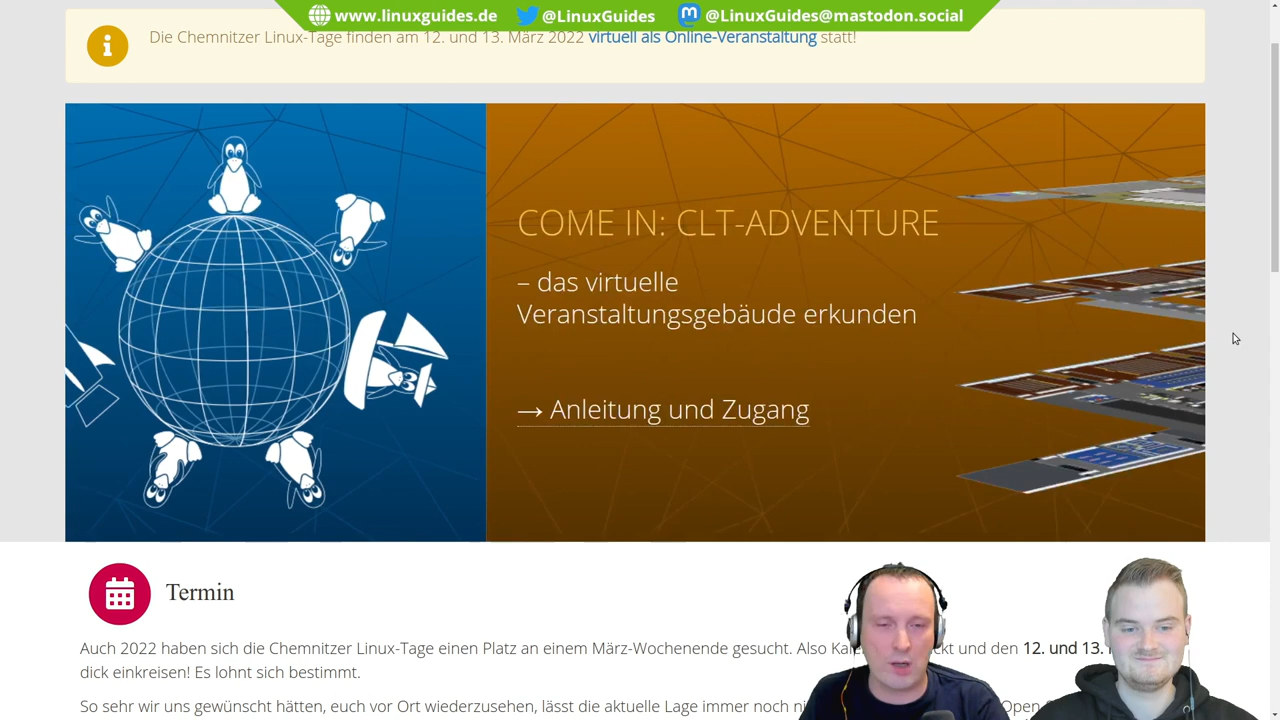 www.linuxguides.de @LinuxGuides @LinuxGuides@mastodon.social
Die Chemnitzer Linux-Tage finden am 12. und 13. März 2022 virtuell als Online-Veranstaltung statt!
COME IN: CLT-ADVENTURE
– das virtuelle
Veranstaltungsgebäude erkunden
→ Anleitung und Zugang
Termin
Auch 2022 haben sich die Chemnitzer Linux-Tage einen Platz an einem März-Wochenende gesucht. Also und den 12. und 13.
dick einkreisen! Es lohnt sich bestimmt.
So sehr wir uns gewünscht hätten, euch vor Ort wiederzusehen, lässt die aktuelle Lage immer noch